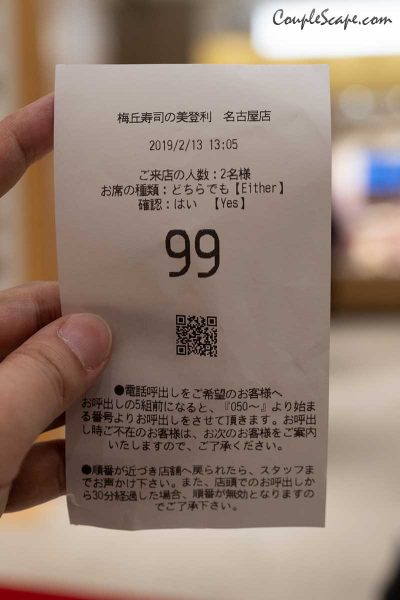 CoupleScape.com
梅丘寿司の美登利 名古屋店
2019/2/13 13:05
ご来店の人数：2名様
お席の種類：どちらでも【Either】
確認：はい 【Yes】
99
●電話呼出しをご希望のお客様へ
お呼出しの5組前になると、『050～』より始ま
る番号よりお呼出しをさせて頂きます。お呼出
し時ご不在のお客様は、お次のお客様をご案内
いたしますので、ご了承ください。
●順番が近づき店舗へ戻られたら、スタッフま
でお声かけ下さい。また、店頭でのお呼出しか
ら30分経過した場合、順番が無効となりますの
でご了承下さい。